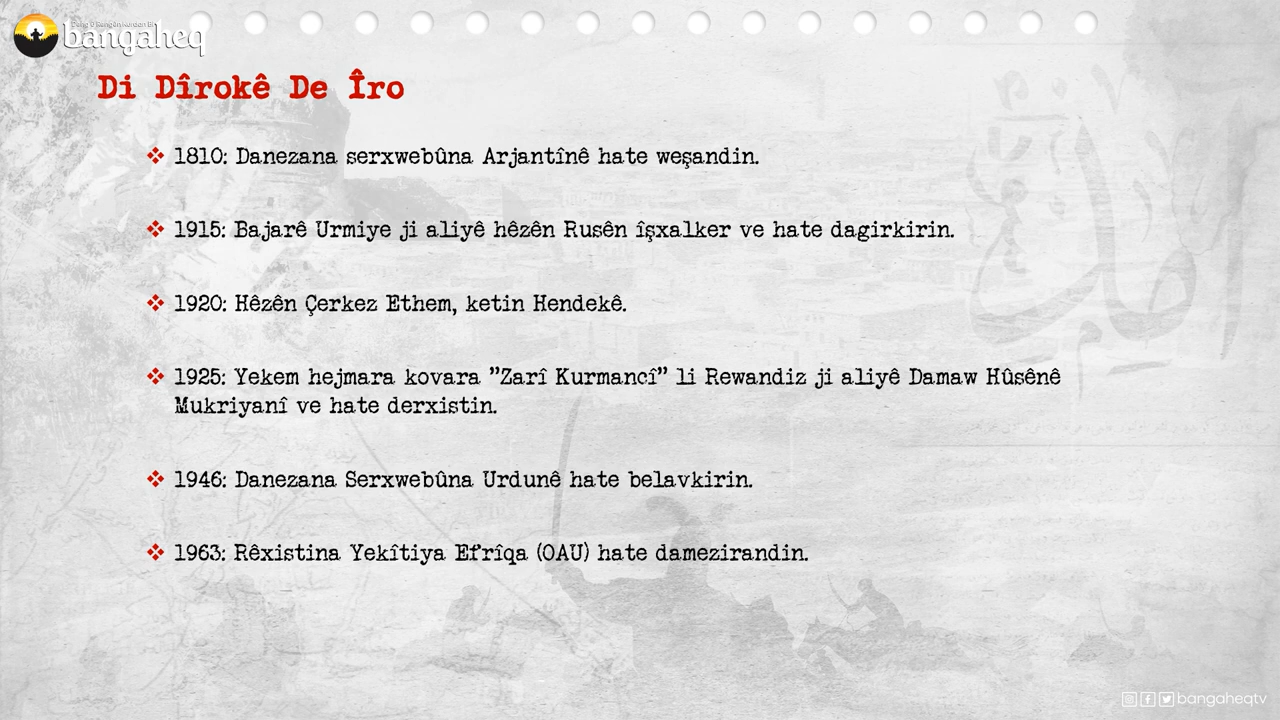 bangaheq
Di Dîrokê De Îro
❖ 1810: Danezana serxwebûna Arjantînê hate weşandin.
❖ 1915: Bajarê Urmiye ji aliyê hêzên Rusên îşxalker ve hate dagirkirin.
❖ 1920: Hêzên Çerkez Ethem, ketin Hendekê.
❖ 1925: Yekem hejmara kovara ”Zarî Kurmancî” li Rewandiz ji aliyê Damaw Hûsênê
Mukriyanî ve hate derxistin.
❖ 1946: Danezana Serxwebûna Urdunê hate belavkirin.
❖ 1963: Rêxistina Yekîtiya Efrîqa (OAU) hate damezirandin.
bangaheqtv